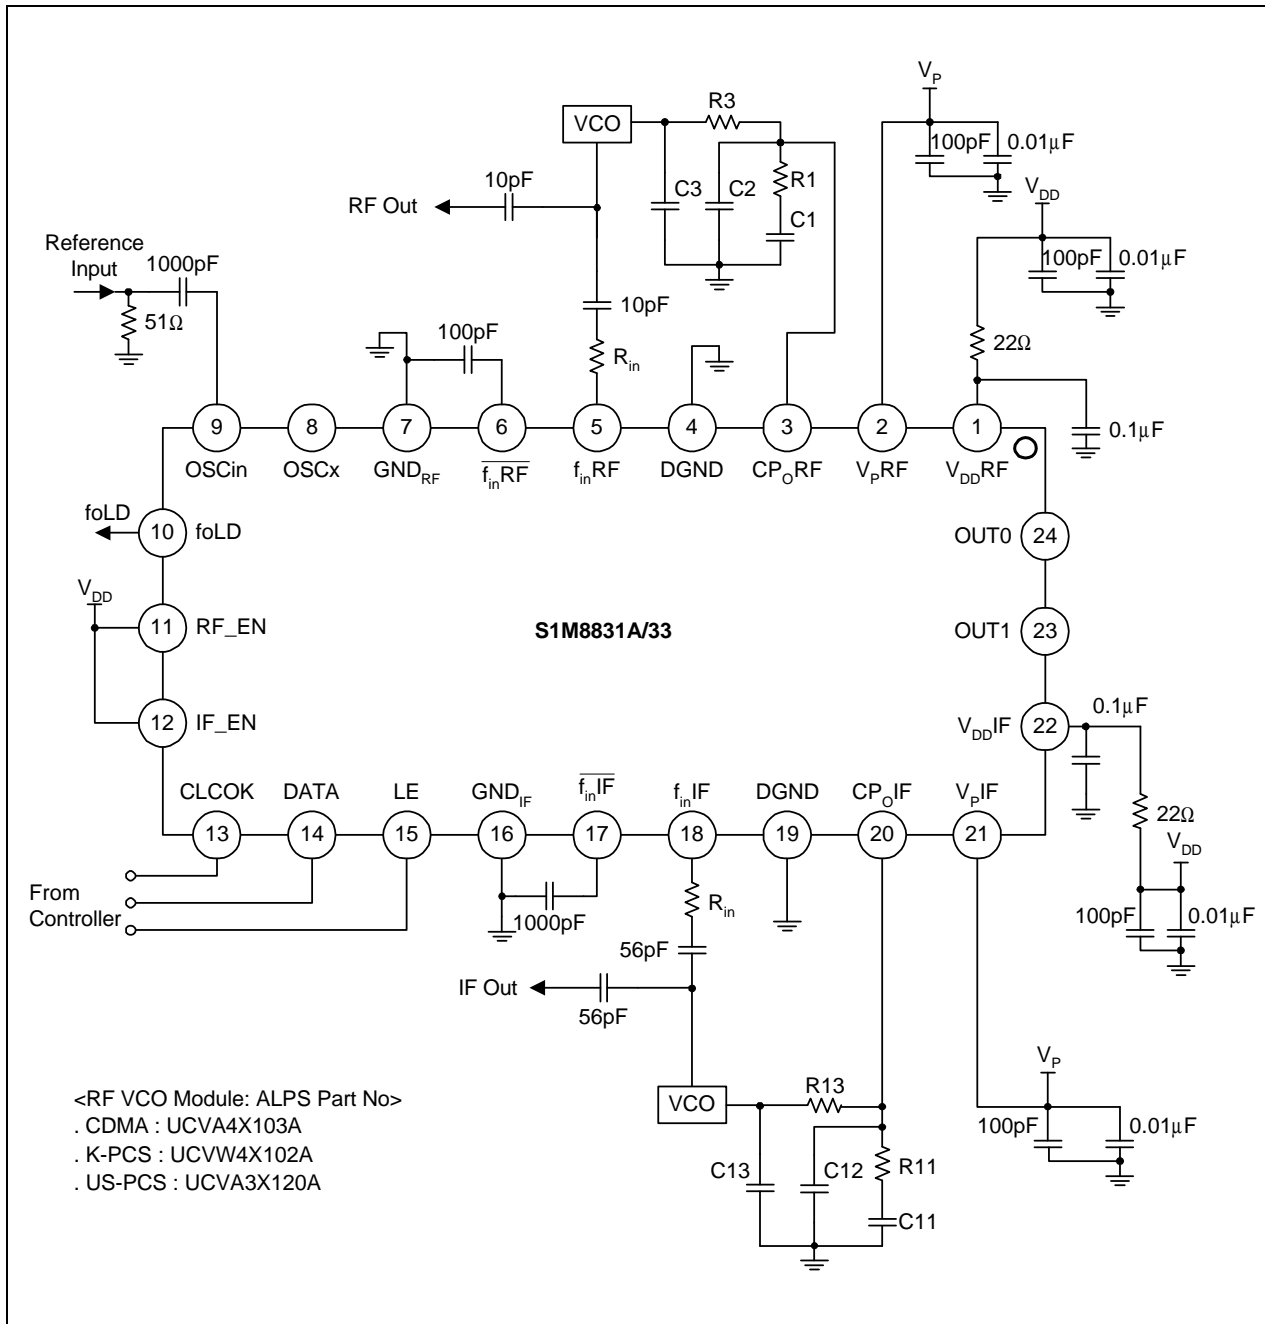 V_P
R3
VCO
100pF
0.01µF
10pF
C3
C2
R1
RF Out
C1
V_DD
Reference
Input
1000pF
100pF
0.01µF
51Ω
10pF
100pF
R_in
22Ω
0.1µF
9
8
7
6
5
4
3
2
1
OSCin
OSCx
GND_RF
f_inRF
f_inRF
DGND
CP_ORF
V_PRF
V_DDRF
foLD
10
foLD
OUT0
24
V_DD
11
RF_EN
S1M8831A/33
OUT1
23
12
IF_EN
V_DDIF
22
0.1µF
CLCOK
DATA
LE
GND_IF
f_inIF
f_inIF
DGND
CP_OIF
V_PIF
13
14
15
16
17
18
19
20
21
22Ω
V_DD
From
Controller
1000pF
R_in
100pF
0.01µF
56pF
IF Out
56pF
V_P
<RF VCO Module: ALPS Part No>
. CDMA : UCVA4X103A
. K-PCS : UCVW4X102A
. US-PCS : UCVA3X120A
VCO
R13
100pF
0.01µF
C13
C12
R11
C11